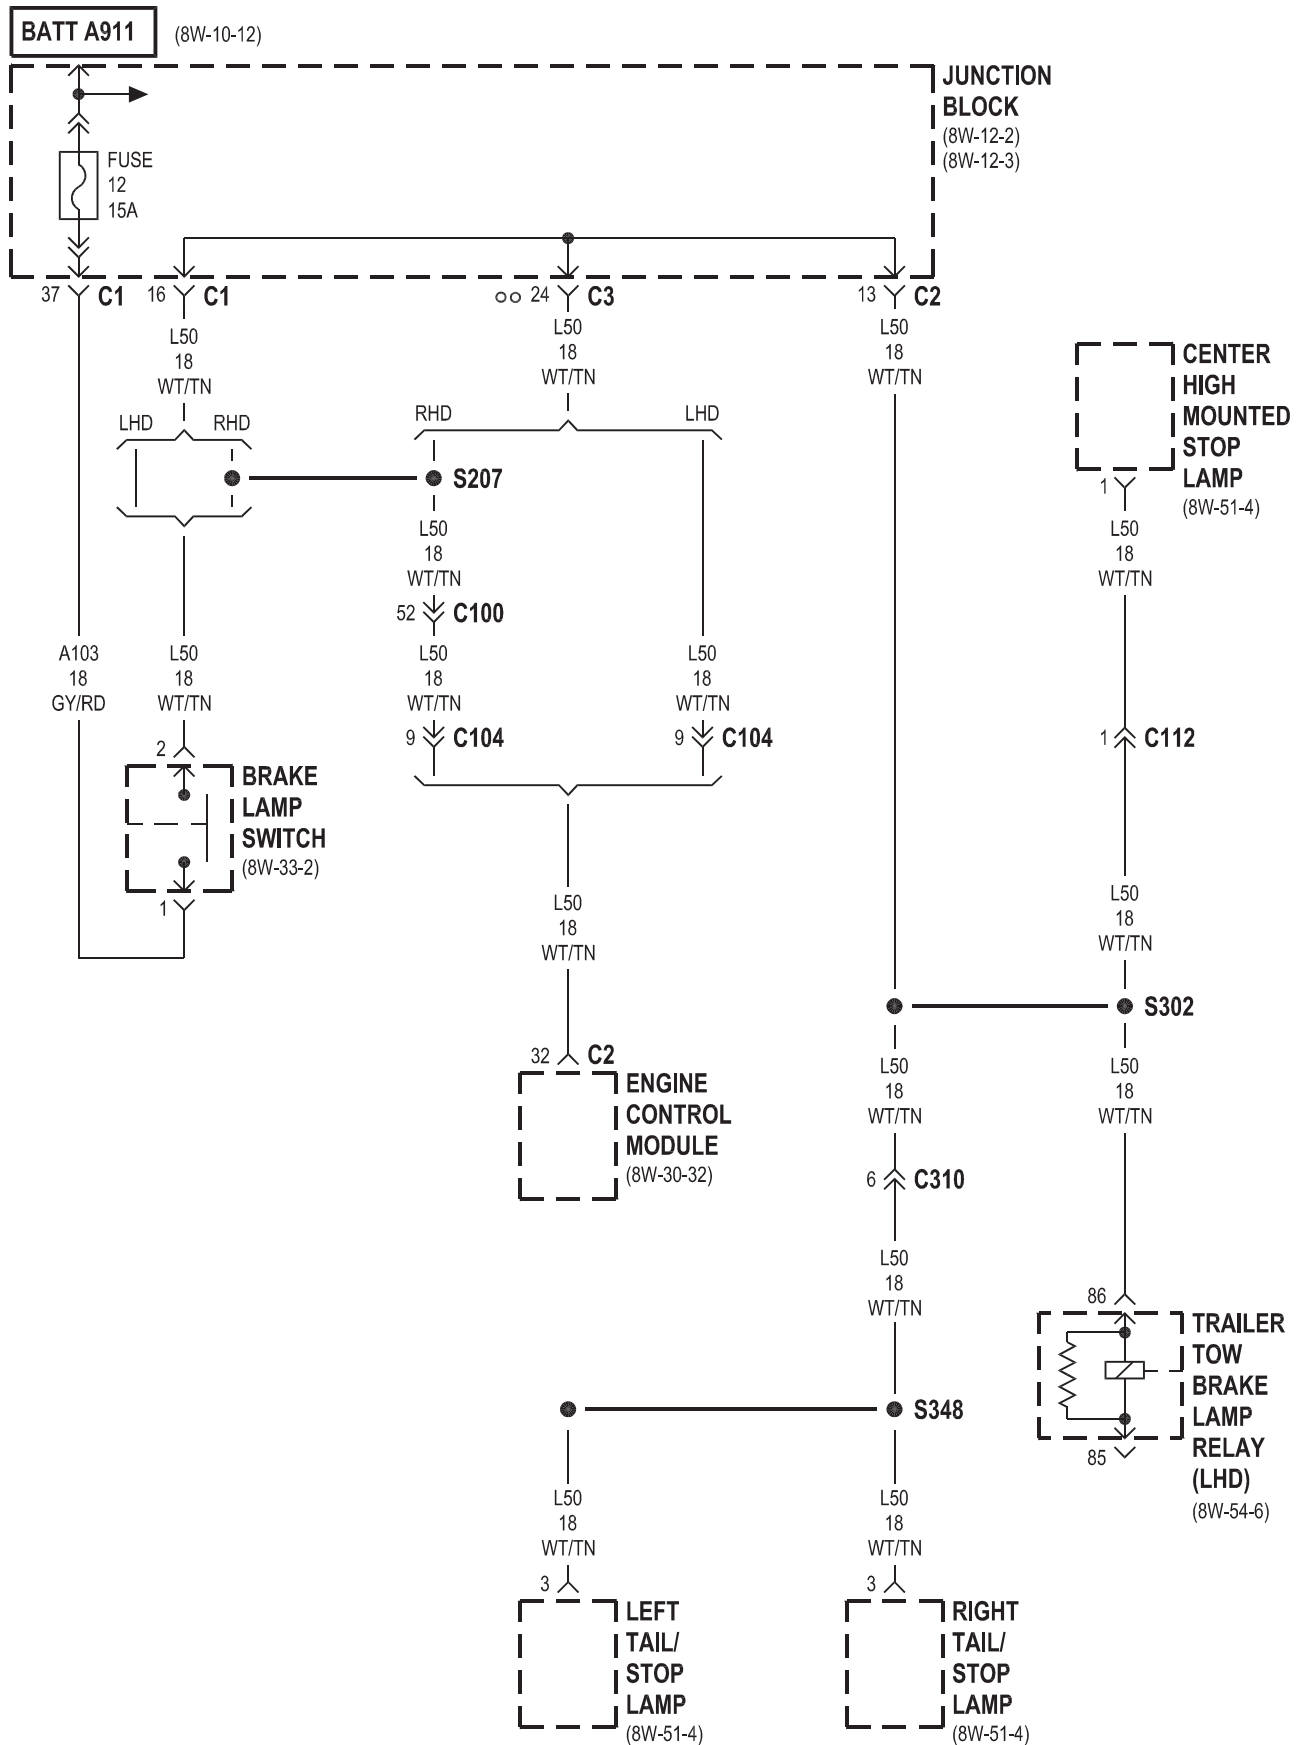 BATT A911
(8W-10-12)
JUNCTION
BLOCK
(8W-12-2)
(8W-12-3)
FUSE
12
15A
37 C1
16 C1
24 C3
13 C2
L50
18
WT/TN
L50
18
WT/TN
L50
18
WT/TN
CENTER
HIGH
MOUNTED
STOP
LAMP
(8W-51-4)
1
LHD
RHD
RHD
LHD
S207
L50
18
WT/TN
L50
18
WT/TN
52 C100
A103
18
GY/RD
L50
18
WT/TN
L50
18
WT/TN
L50
18
WT/TN
9 C104
9 C104
1 C112
2
BRAKE
LAMP
SWITCH
(8W-33-2)
1
L50
18
WT/TN
L50
18
WT/TN
S302
32 C2
ENGINE
CONTROL
MODULE
(8W-30-32)
L50
18
WT/TN
L50
18
WT/TN
6 C310
L50
18
WT/TN
86
TRAILER
TOW
BRAKE
LAMP
RELAY
(LHD)
(8W-54-6)
85
S348
L50
18
WT/TN
L50
18
WT/TN
3
3
LEFT
TAIL/
STOP
LAMP
(8W-51-4)
RIGHT
TAIL/
STOP
LAMP
(8W-51-4)